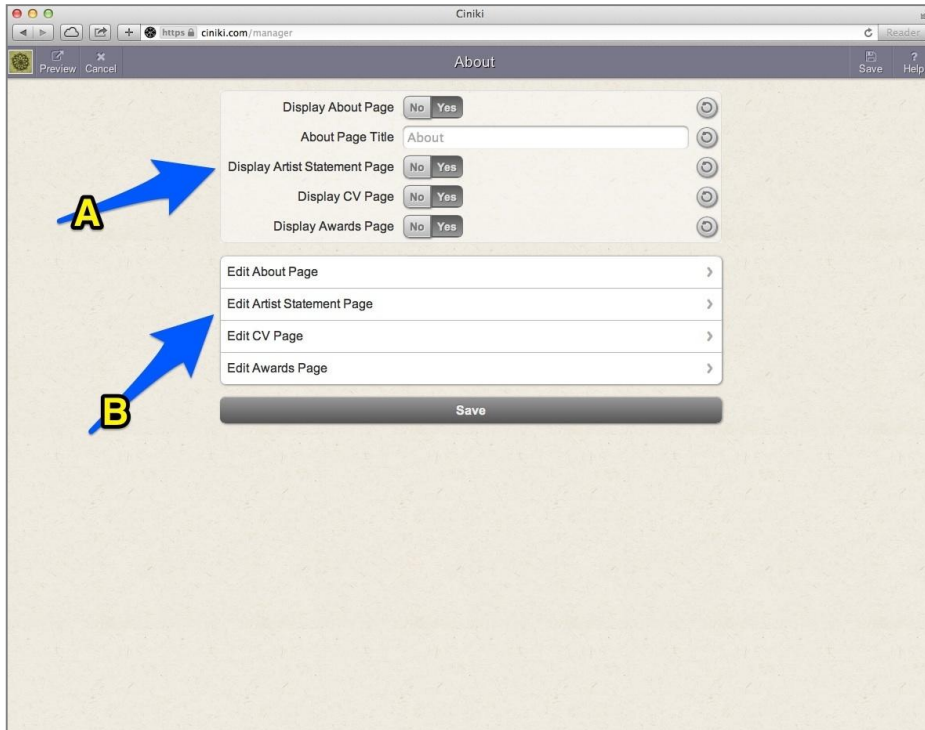 Ciniki
https ciniki.com/manager
Reader
Preview Cancel
About
Save Help
Display About Page No Yes
About Page Title About
Display Artist Statement Page No Yes
Display CV Page No Yes
Display Awards Page No Yes
A
Edit About Page
Edit Artist Statement Page
Edit CV Page
Edit Awards Page
B
Save